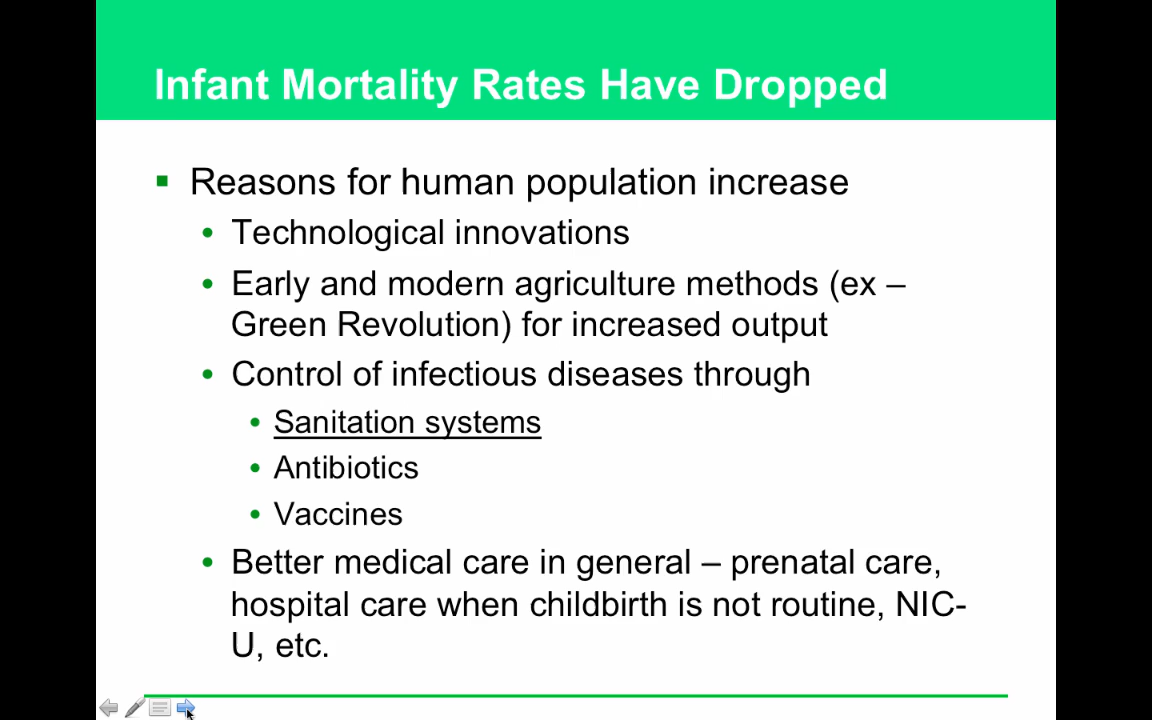 Infant Mortality Rates Have Dropped
Reasons for human population increase
Technological innovations
Early and modern agriculture methods (ex –
Green Revolution) for increased output
Control of infectious diseases through
Sanitation systems
Antibiotics
Vaccines
Better medical care in general – prenatal care,
hospital care when childbirth is not routine, NIC-
U, etc.